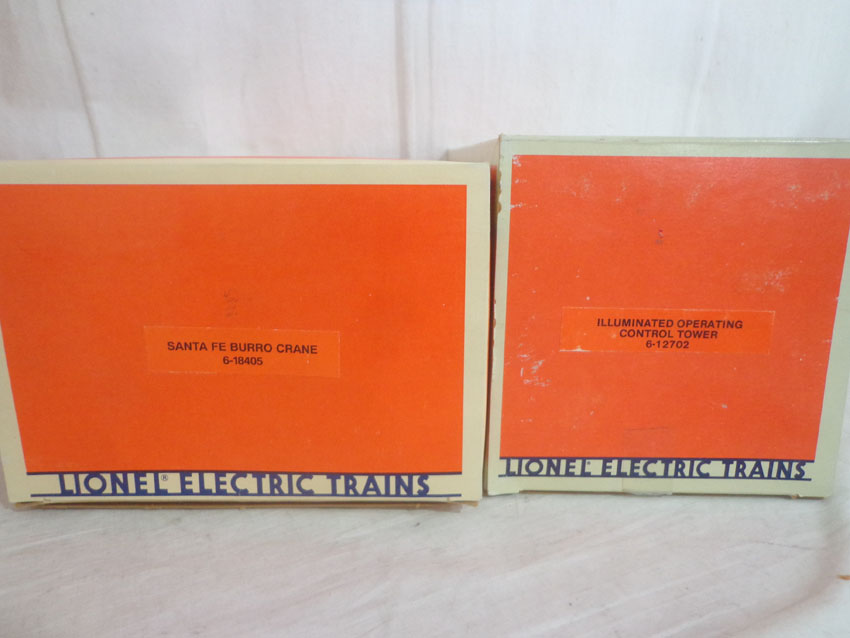 SANTA FE BURRO CRANE
6-18405
LIONEL® ELECTRIC TRAINS
ILLUMINATED OPERATING
CONTROL TOWER
6-12702
LIONEL ELECTRIC TRAINS